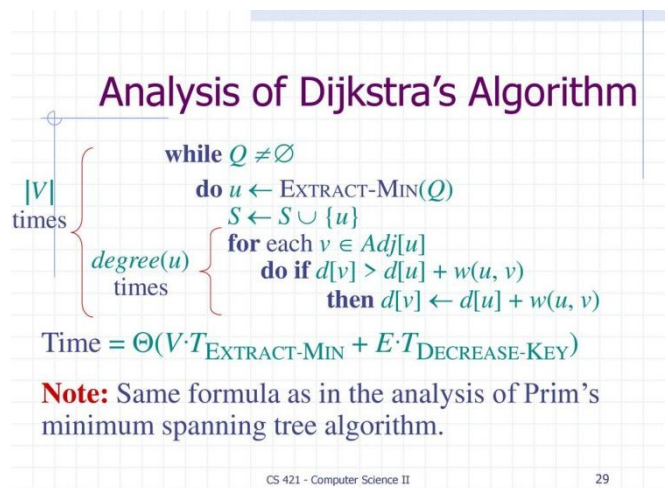 Analysis of Dijkstra's Algorithm
while Q ≠ ∅
|V| times
do u ← EXTRACT-MIN(Q)
S ← S ∪ {u}
degree(u) times
for each v ∈ Adj[u]
do if d[v] > d[u] + w(u, v)
then d[v] ← d[u] + w(u, v)
Time = Θ(V·T_EXTRACT-MIN + E·T_DECREASE-KEY)
Note: Same formula as in the analysis of Prim's
minimum spanning tree algorithm.
CS 421 - Computer Science II 29